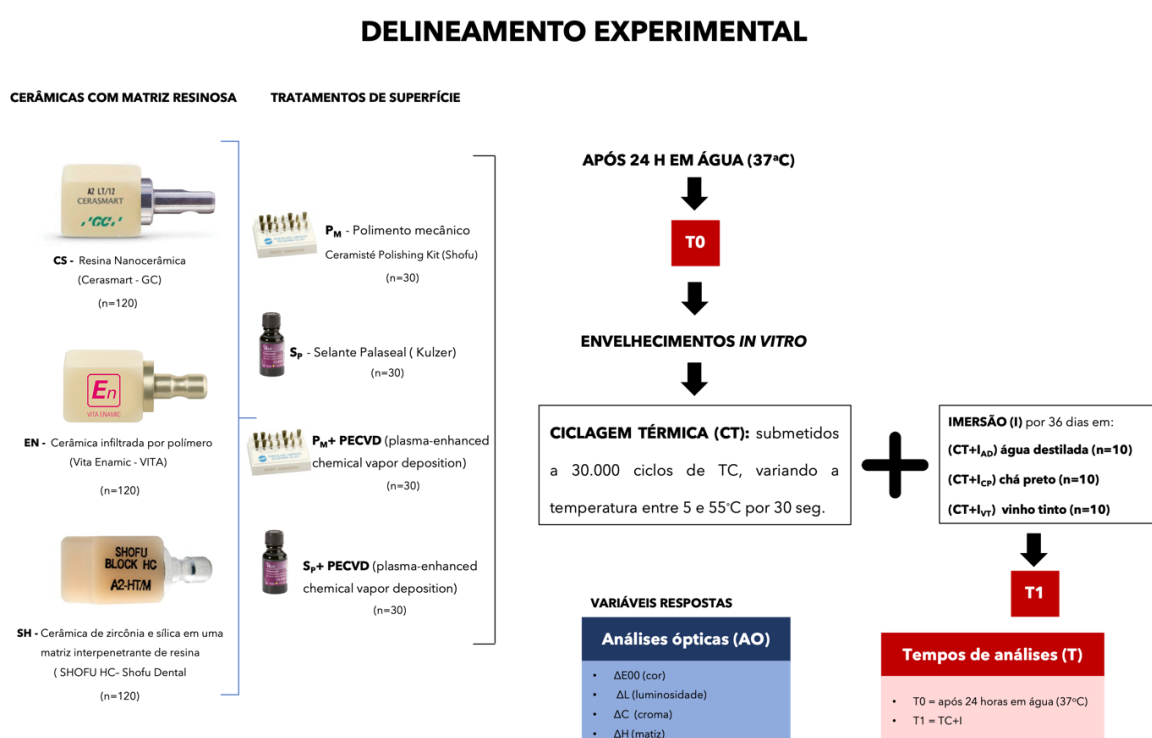 DELINEAMENTO EXPERIMENTAL
CERÂMICAS COM MATRIZ RESINOSA
A2 LT/12
CERASMART
GC
CS - Resina Nanocerâmica
(Cerasmart - GC)
(n=120)
En
VITA ENAMIC
EN - Cerâmica infiltrada por polímero
(Vita Enamic - VITA)
(n=120)
SHOFU
BLOCK HC
A2-HT/M
SH - Cerâmica de zircônia e sílica em uma
matriz interpenetrante de resina
( SHOFU HC- Shofu Dental
(n=120)
TRATAMENTOS DE SUPERFÍCIE
PM - Polimento mecânico
Ceramisté Polishing Kit (Shofu)
(n=30)
SP - Selante Palaseal ( Kulzer)
(n=30)
PM+ PECVD (plasma-enhanced
chemical vapor deposition)
(n=30)
SP+ PECVD (plasma-enhanced
chemical vapor deposition)
(n=30)
APÓS 24 H EM ÁGUA (37ªC)
T0
ENVELHECIMENTOS IN VITRO
CICLAGEM TÉRMICA (CT): submetidos
a 30.000 ciclos de TC, variando a
temperatura entre 5 e 55°C por 30 seg.
IMERSÃO (I) por 36 dias em:
(CT+IAD) água destilada (n=10)
(CT+ICP) chá preto (n=10)
(CT+IVT) vinho tinto (n=10)
T1
VARIÁVEIS RESPOSTAS
Análises ópticas (AO)
• ΔE00 (cor)
• ΔL (luminosidade)
• ΔC (croma)
• ΔH (matiz)
Tempos de análises (T)
• T0 = após 24 horas em água (37ºC)
• T1 = TC+I